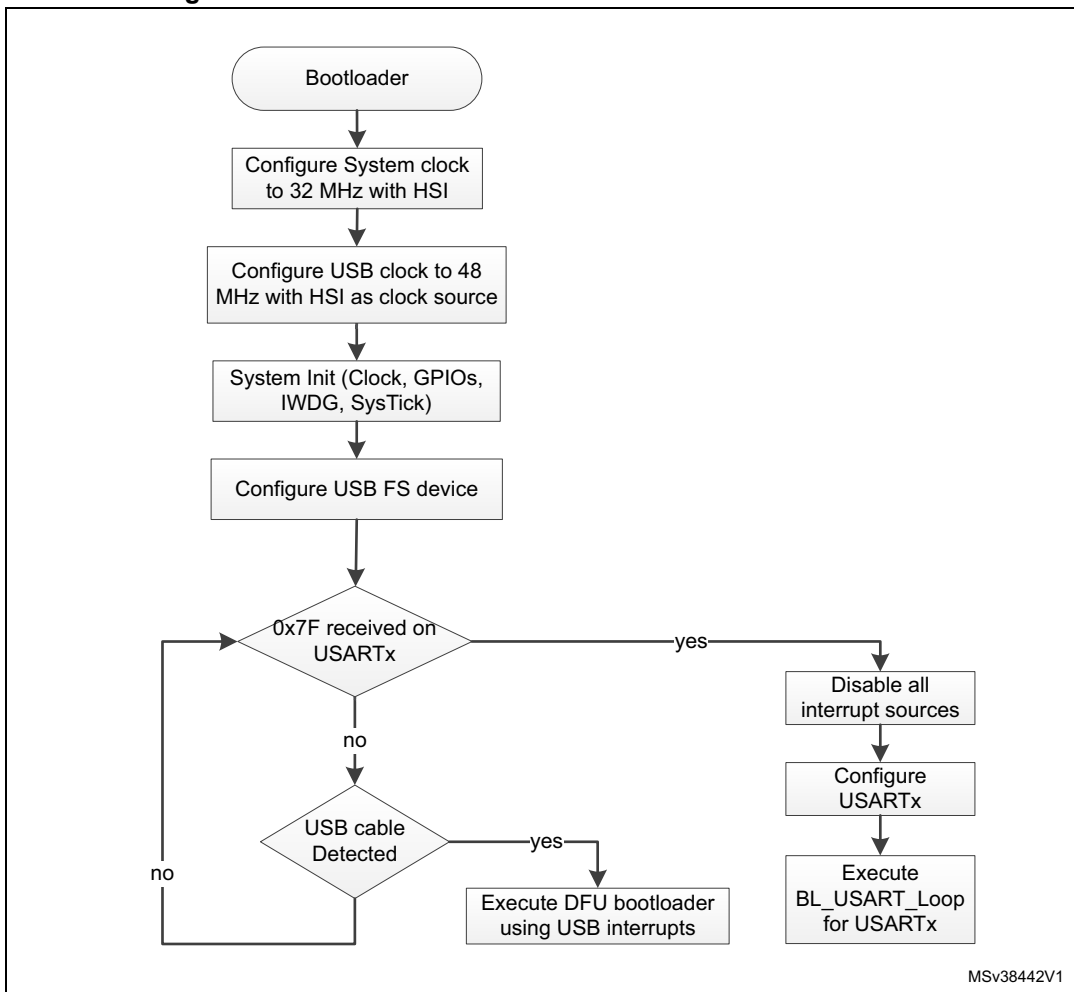 Bootloader
Configure System clock
to 32 MHz with HSI
Configure USB clock to 48
MHz with HSI as clock source
System Init (Clock, GPIOs,
IWDG, SysTick)
Configure USB FS device
0x7F received on
USARTx
yes
Disable all
interrupt sources
no
Configure
USARTx
USB cable
Detected
yes
no
Execute DFU bootloader
using USB interrupts
Execute
BL_USART_Loop
for USARTx
MSv38442V1